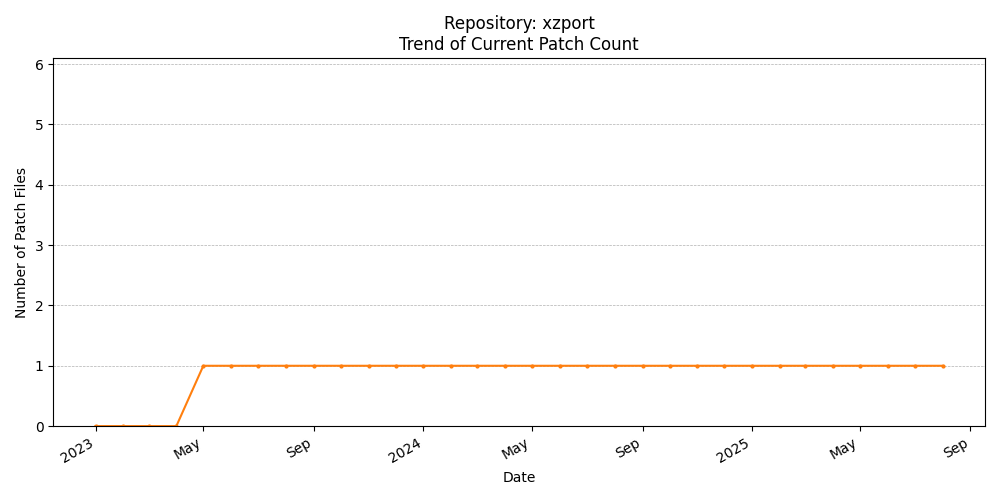 Repository: xzport
Trend of Current Patch Count
Number of Patch Files
6
5
4
3
2
1
0
2023
May
Sep
2024
May
Sep
2025
May
Sep
Date